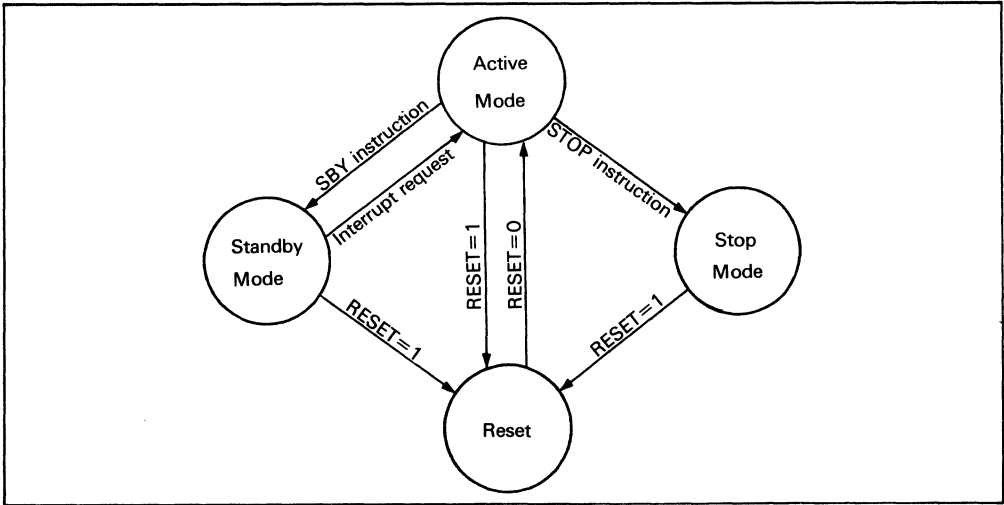 Active
Mode
SBY instruction
Interrupt request
STOP instruction
Standby
Mode
RESET=1
RESET=0
Stop
Mode
RESET=1
RESET=1
Reset